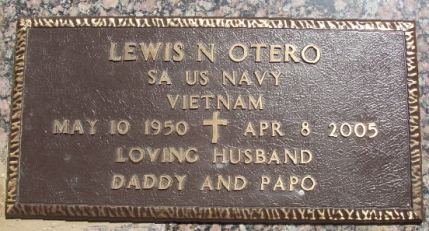 LEWIS N OTERO
SA US NAVY
VIETNAM
MAY 10 1950 ✝ APR 8 2005
LOVING HUSBAND
DADDY AND PAPO